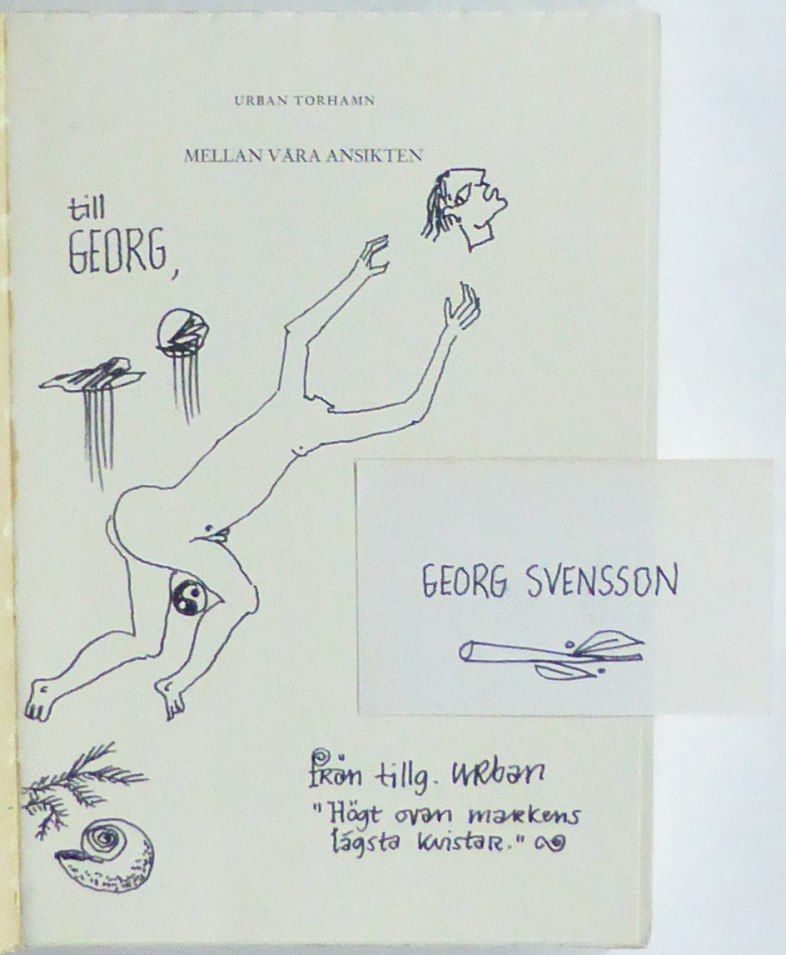 URBAN TORHAMN
MELLAN VÅRA ANSIKTEN
till
GEORG,
GEORG SVENSSON
från tillg. URban
"Högt ovan markens
lägsta kvistar."